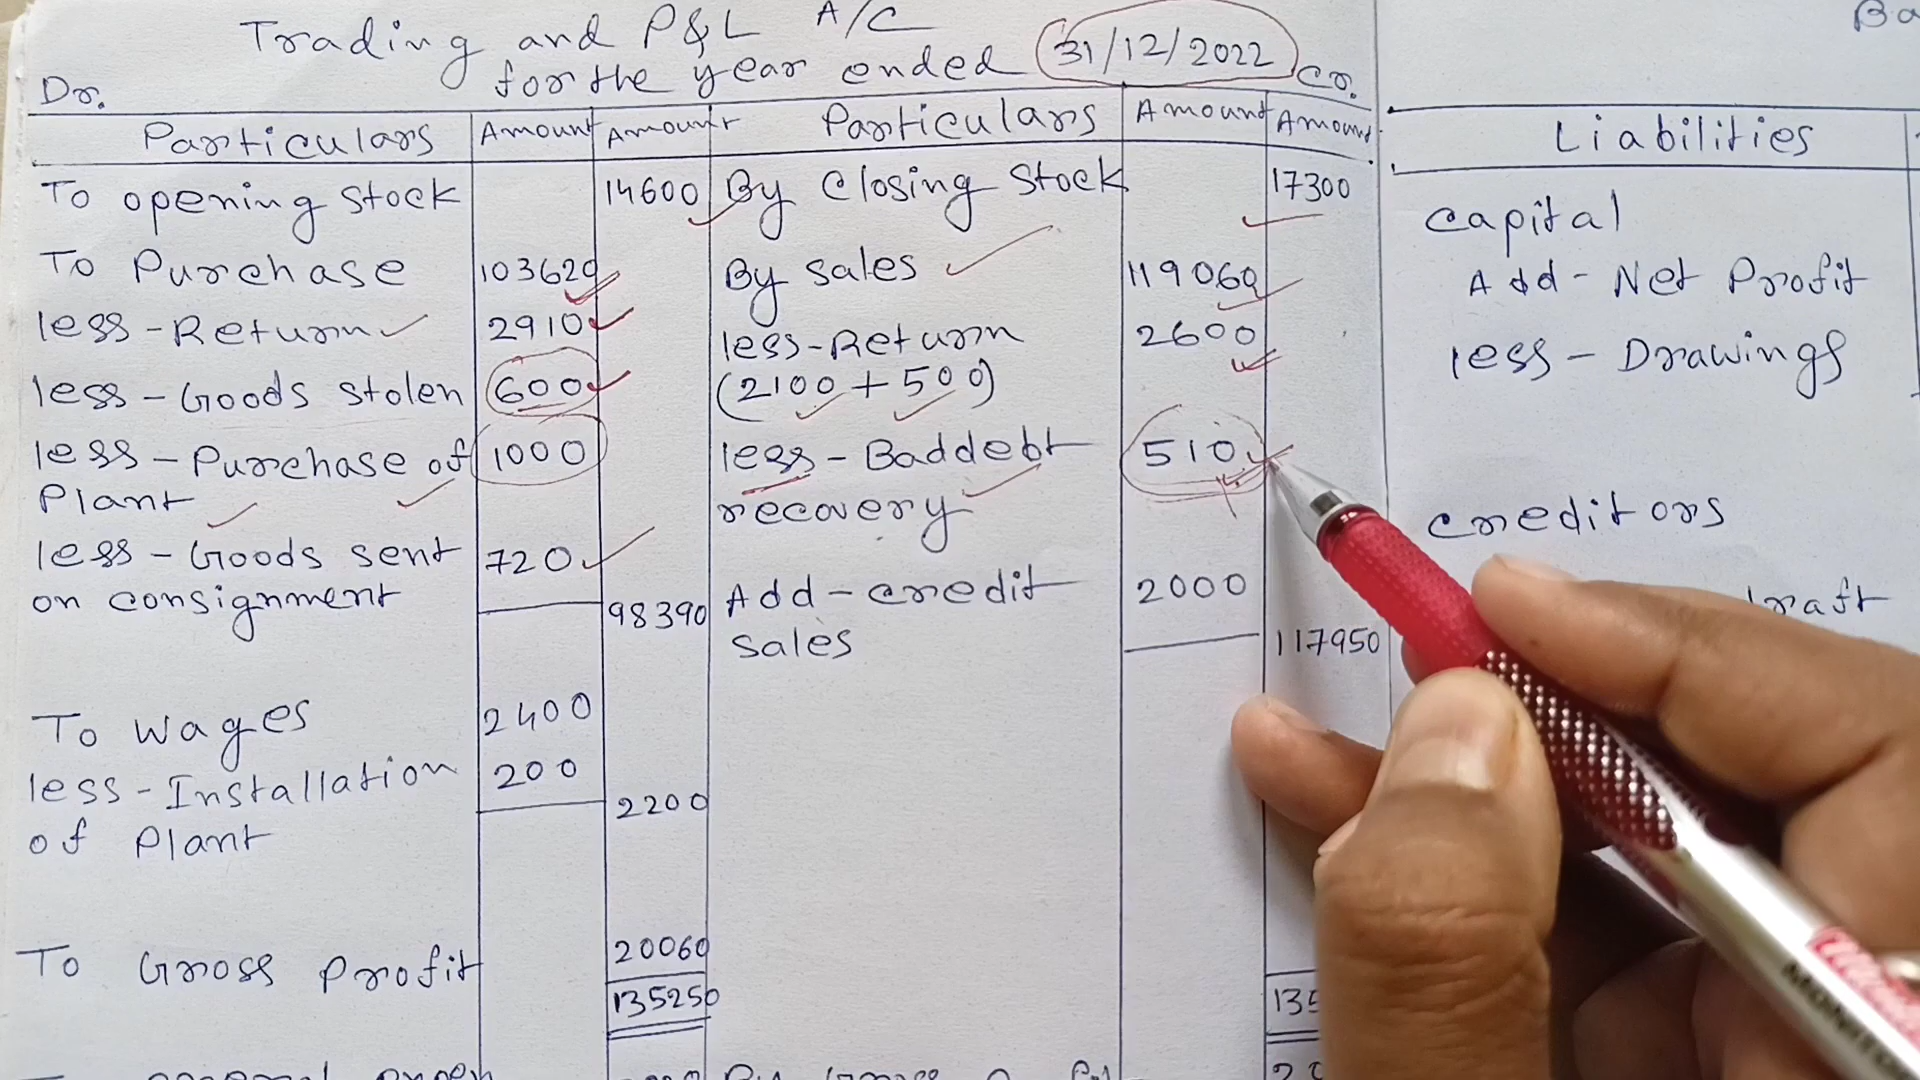 Trading and P&L A/C
for the year ended 31/12/2022
Dr. Cr.
Particulars Amount Amount Particulars Amount Amount
To opening stock 14600 By Closing Stock 17300
To Purchase 103620 By Sales 119060
less-Return 2910 less-Return 2600
less-Goods stolen 600 (2100+500)
less-Purchase of 1000 less-Baddebt 510
Plant recovery
less-Goods sent 720 Add-credit 2000
on consignment 98390 sales 117950
To Wages 2400
less-Installation 200
of Plant 2200
To Gross Profit 20060
135250
Liabilities
Capital
Add-Net Profit
less-Drawings
creditors